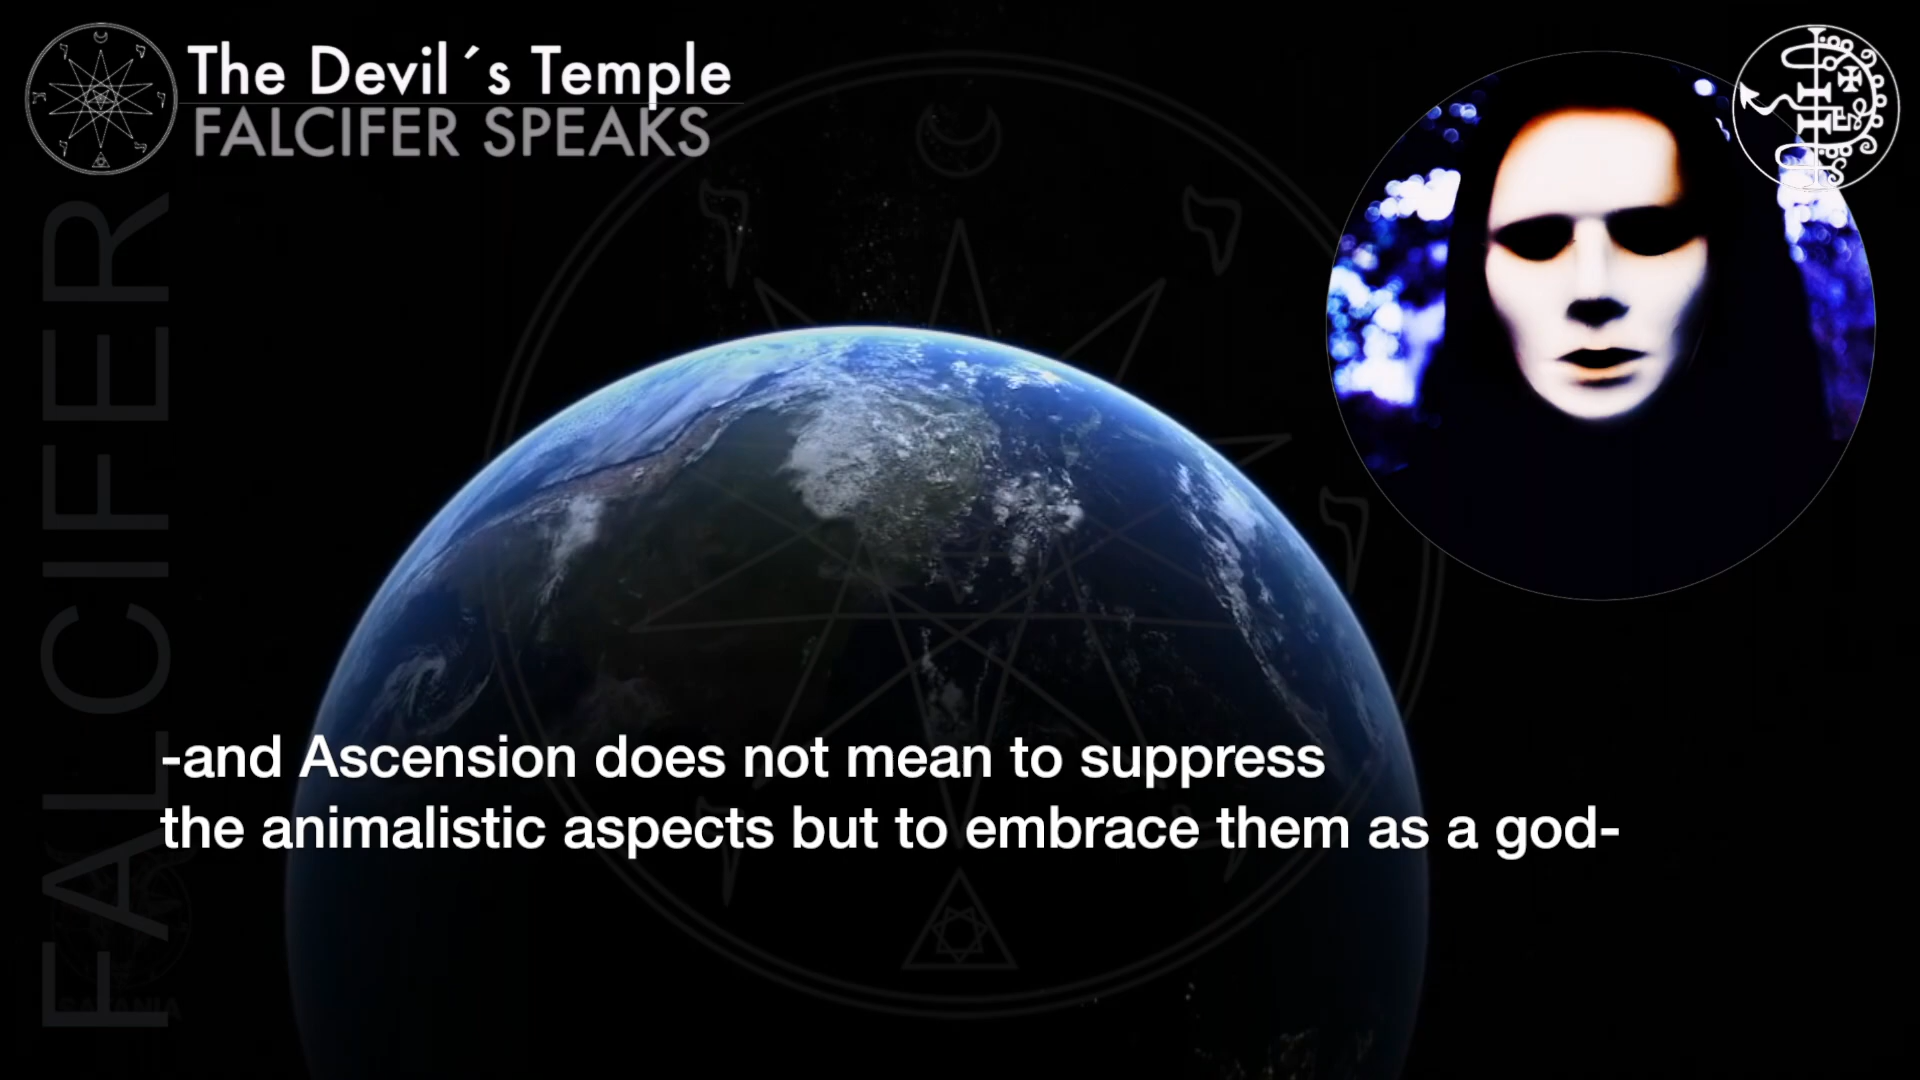 The Devil´s Temple
FALCIFER SPEAKS
FALCIFER
-and Ascension does not mean to suppress
the animalistic aspects but to embrace them as a god-